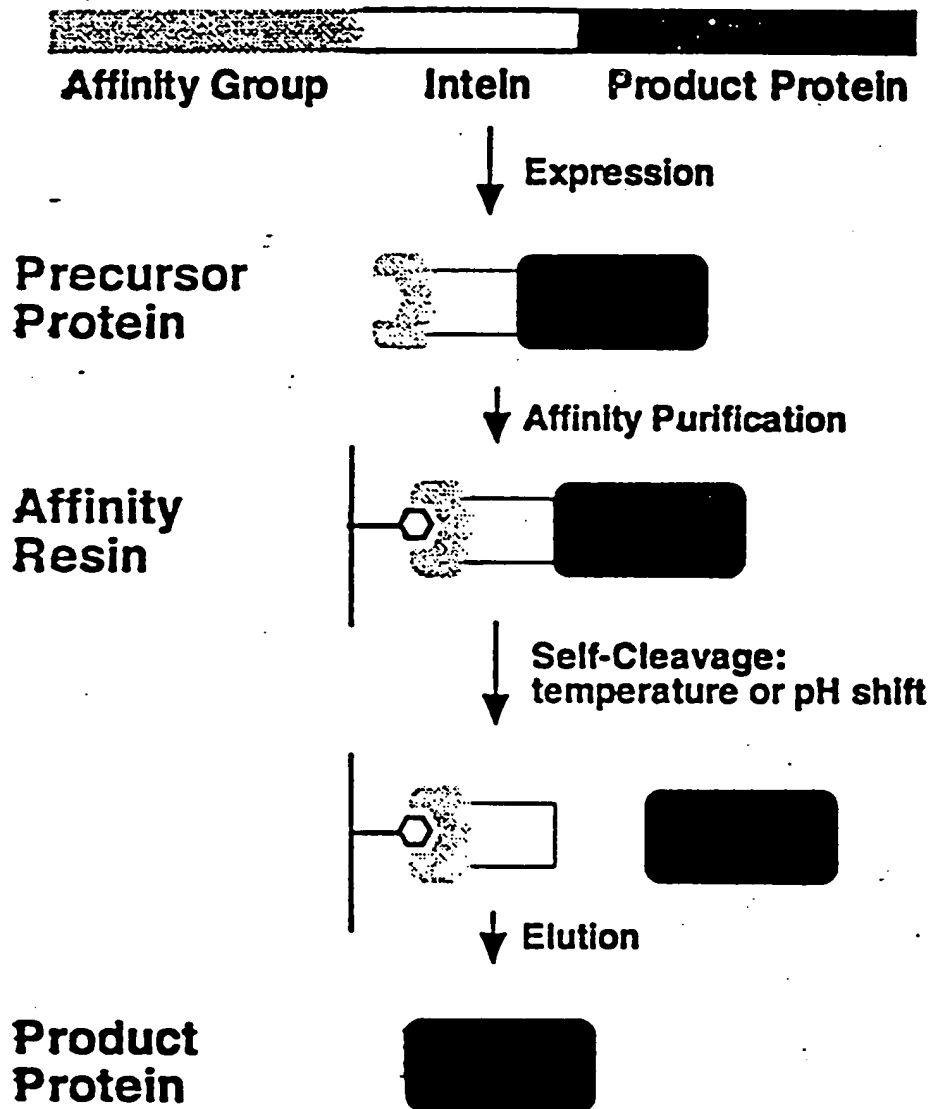 Affinity Group Intein Product Protein
Expression
Precursor
Protein
Affinity Purification
Affinity
Resin
Self-Cleavage:
temperature or pH shift
Elution
Product
Protein